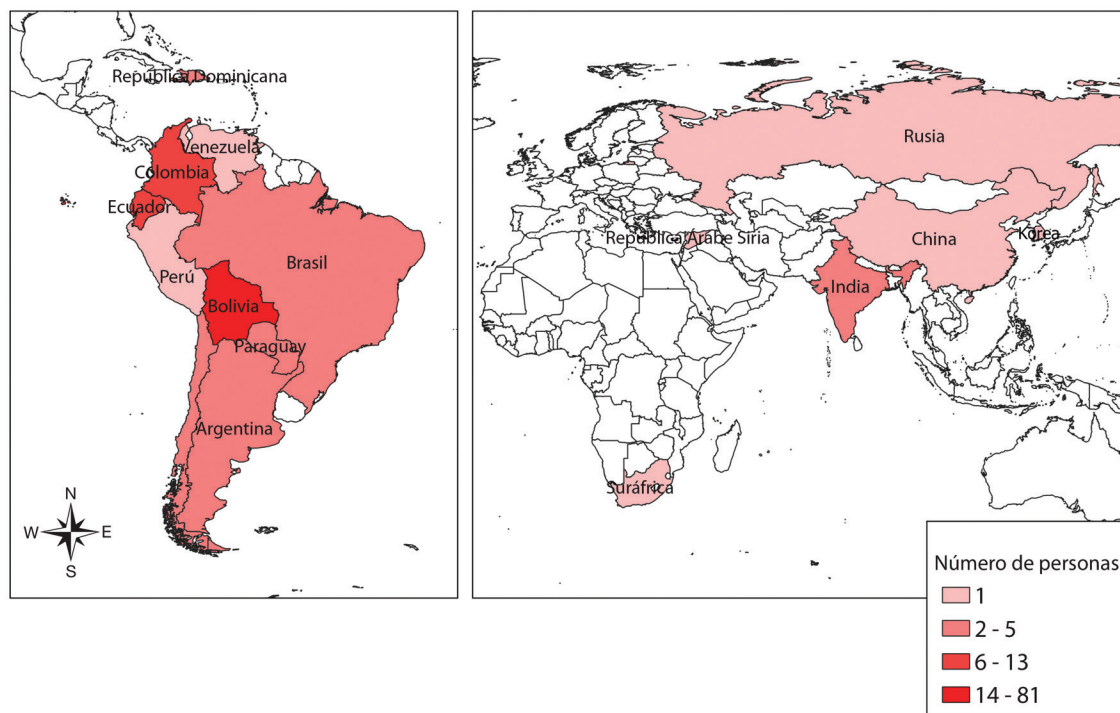 República Dominicana
Venezuela
Colombia
Ecuador
Perú
Brasil
Bolivia
Paraguay
Argentina
N
W E
S
Rusia
República Arabe Siria
China
Korea
India
Suráfrica
Número de personas
1
2 - 5
6 - 13
14 - 81